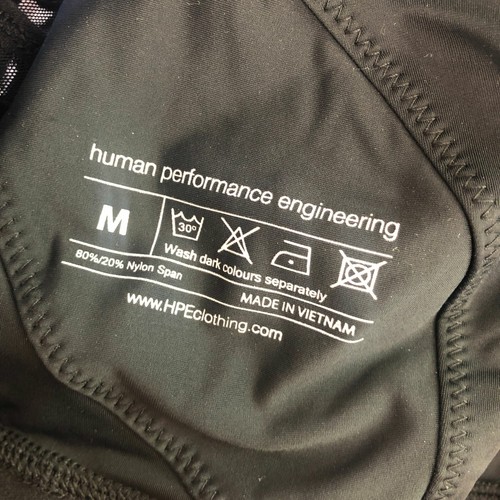 human performance engineering
M
30°
Wash dark colours separately
80%/20% Nylon Span
MADE IN VIETNAM
www.HPEclothing.com